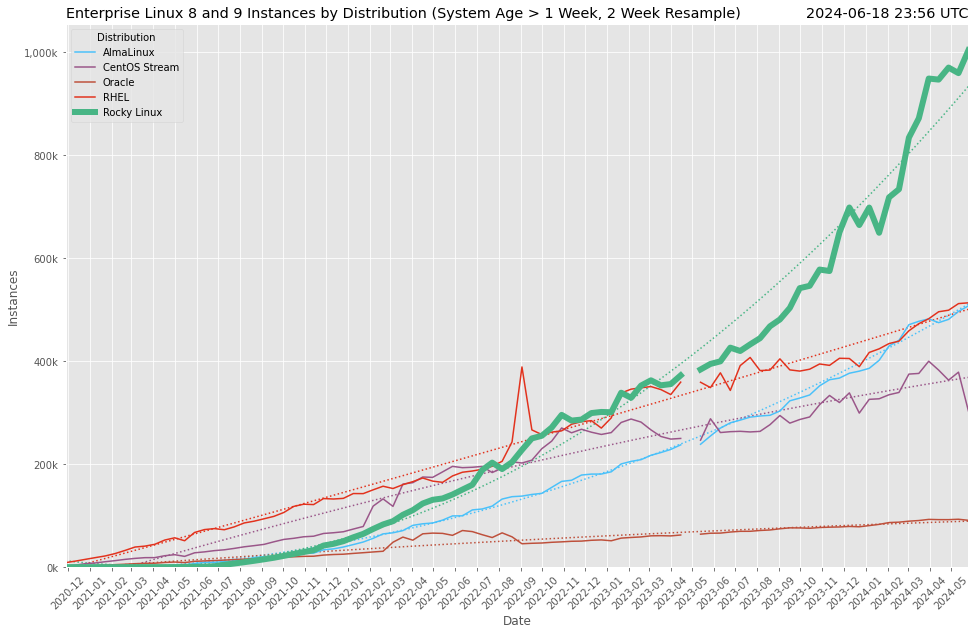 Enterprise Linux 8 and 9 Instances by Distribution (System Age > 1 Week, 2 Week Resample)
2024-06-18 23:56 UTC
Distribution
AlmaLinux
CentOS Stream
Oracle
RHEL
Rocky Linux
1,000k
800k
600k
400k
200k
0k
Instances
2020-12
2021-01
2021-02
2021-03
2021-04
2021-05
2021-06
2021-07
2021-08
2021-09
2021-10
2021-11
2021-12
2022-01
2022-02
2022-03
2022-04
2022-05
2022-06
2022-07
2022-08
2022-09
2022-10
2022-11
2022-12
2023-01
2023-02
2023-03
2023-04
2023-05
2023-06
2023-07
2023-08
2023-09
2023-10
2023-11
2023-12
2024-01
2024-02
2024-03
2024-04
2024-05
Date